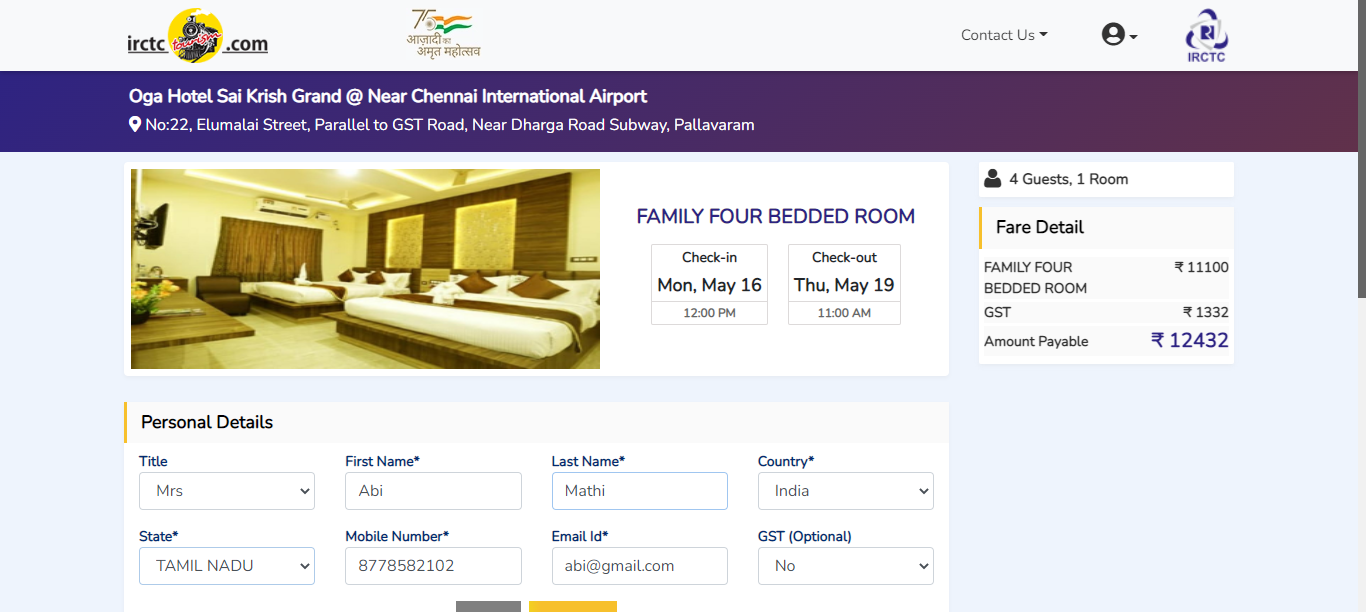 irctc tourism .com
75
आज़ादी का
अमृत महोत्सव
Contact Us
IRCTC
Oga Hotel Sai Krish Grand @ Near Chennai International Airport
No:22, Elumalai Street, Parallel to GST Road, Near Dharga Road Subway, Pallavaram
FAMILY FOUR BEDDED ROOM
Check-in
Mon, May 16
12:00 PM
Check-out
Thu, May 19
11:00 AM
4 Guests, 1 Room
Fare Detail
FAMILY FOUR BEDDED ROOM ₹ 11100
GST ₹ 1332
Amount Payable ₹ 12432
Personal Details
Title First Name* Last Name* Country*
Mrs Abi Mathi India
State* Mobile Number* Email Id* GST (Optional)
TAMIL NADU 8778582102 abi@gmail.com No